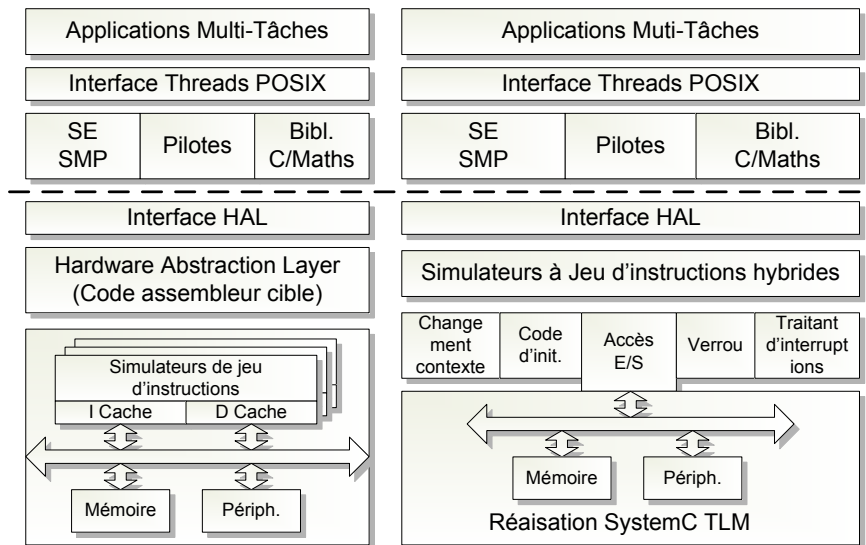 Applications Multi-Tâches
Interface Threads POSIX
SE
SMP
Pilotes
Bibl.
C/Maths
Interface HAL
Hardware Abstraction Layer
(Code assembleur cible)
Simulateurs de jeu
d'instructions
I Cache
D Cache
Mémoire
Périph.
Applications Muti-Tâches
Interface Threads POSIX
SE
SMP
Pilotes
Bibl.
C/Maths
Interface HAL
Simulateurs à Jeu d'instructions hybrides
Change
ment
contexte
Code
d'init.
Accès
E/S
Verrou
Traitant
d'interrupt
ions
Mémoire
Périph.
Réaisation SystemC TLM